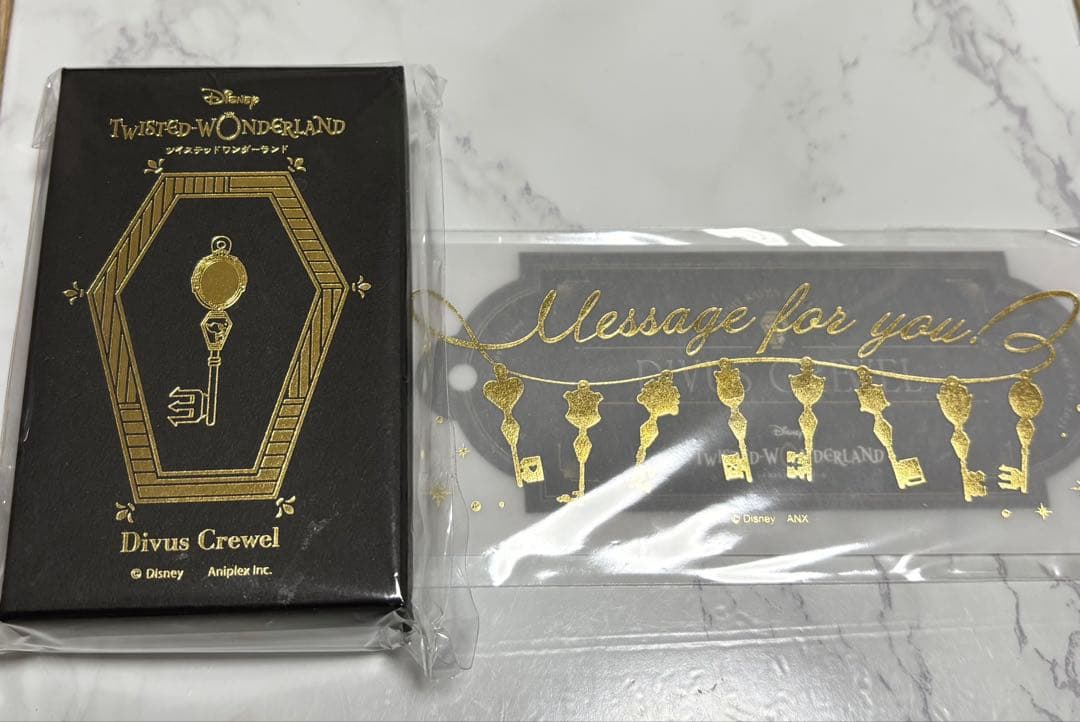 Disney
TWISTED-WONDERLAND
ツイステッドワンダーランド
Divus Crewel
© Disney Aniplex Inc.
Message for you!
DIVUS CREWEL
Disney
TWISTED-WONDERLAND
© Disney ANX